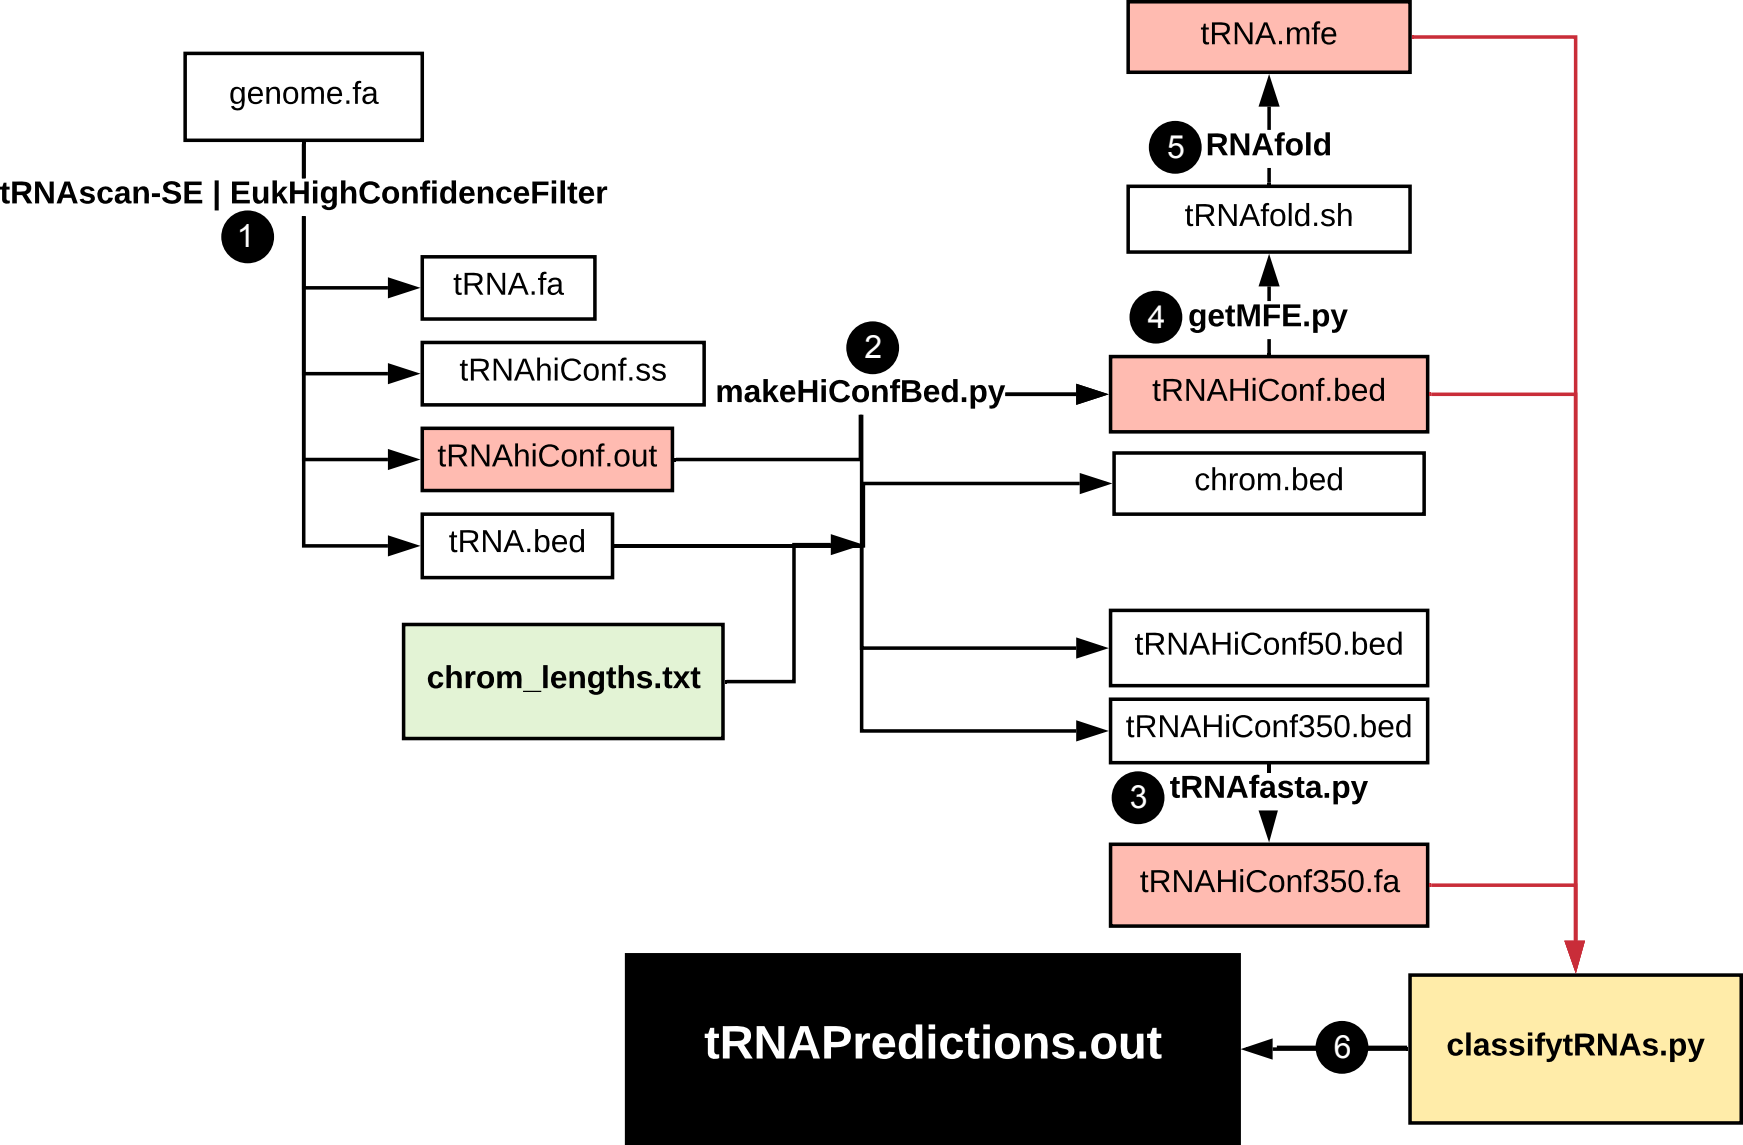 genome.fa
tRNAscan-SE | EukHighConfidenceFilter
1
tRNA.fa
tRNAhiConf.ss
tRNAhiConf.out
tRNA.bed
chrom_lengths.txt
2
makeHiConfBed.py
tRNA.mfe
5 RNAfold
tRNAfold.sh
4 getMFE.py
tRNAHiConf.bed
chrom.bed
tRNAHiConf50.bed
tRNAHiConf350.bed
3 tRNAfasta.py
tRNAHiConf350.fa
classifytRNAs.py
6
tRNAPredictions.out